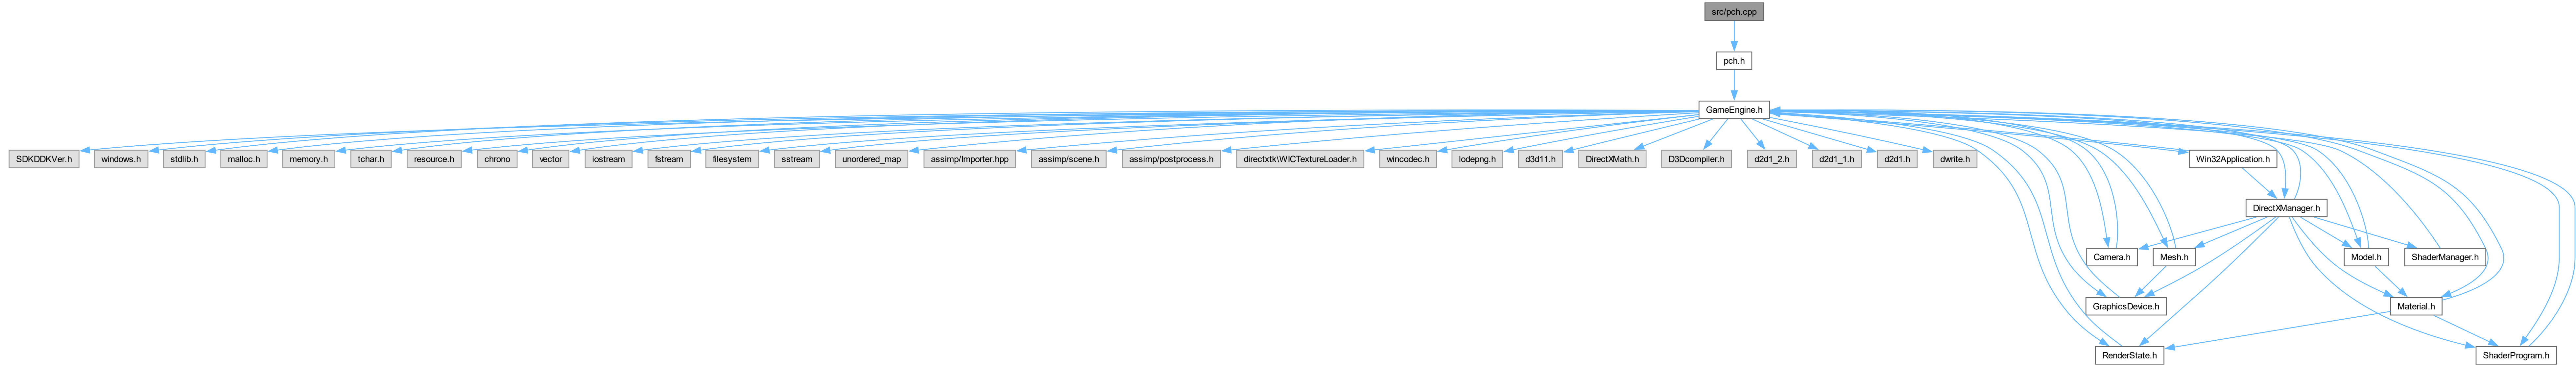 src/pch.cpp
pch.h
GameEngine.h
SDKDDKVer.h
windows.h
stdlib.h
malloc.h
memory.h
tchar.h
resource.h
chrono
vector
iostream
fstream
filesystem
sstream
unordered_map
assimp/Importer.hpp
assimp/scene.h
assimp/postprocess.h
directxtk\WICTextureLoader.h
wincodec.h
lodepng.h
d3d11.h
DirectXMath.h
D3Dcompiler.h
d2d1_2.h
d2d1_1.h
d2d1.h
dwrite.h
Win32Application.h
DirectXManager.h
Camera.h
Mesh.h
Model.h
ShaderManager.h
GraphicsDevice.h
Material.h
RenderState.h
ShaderProgram.h